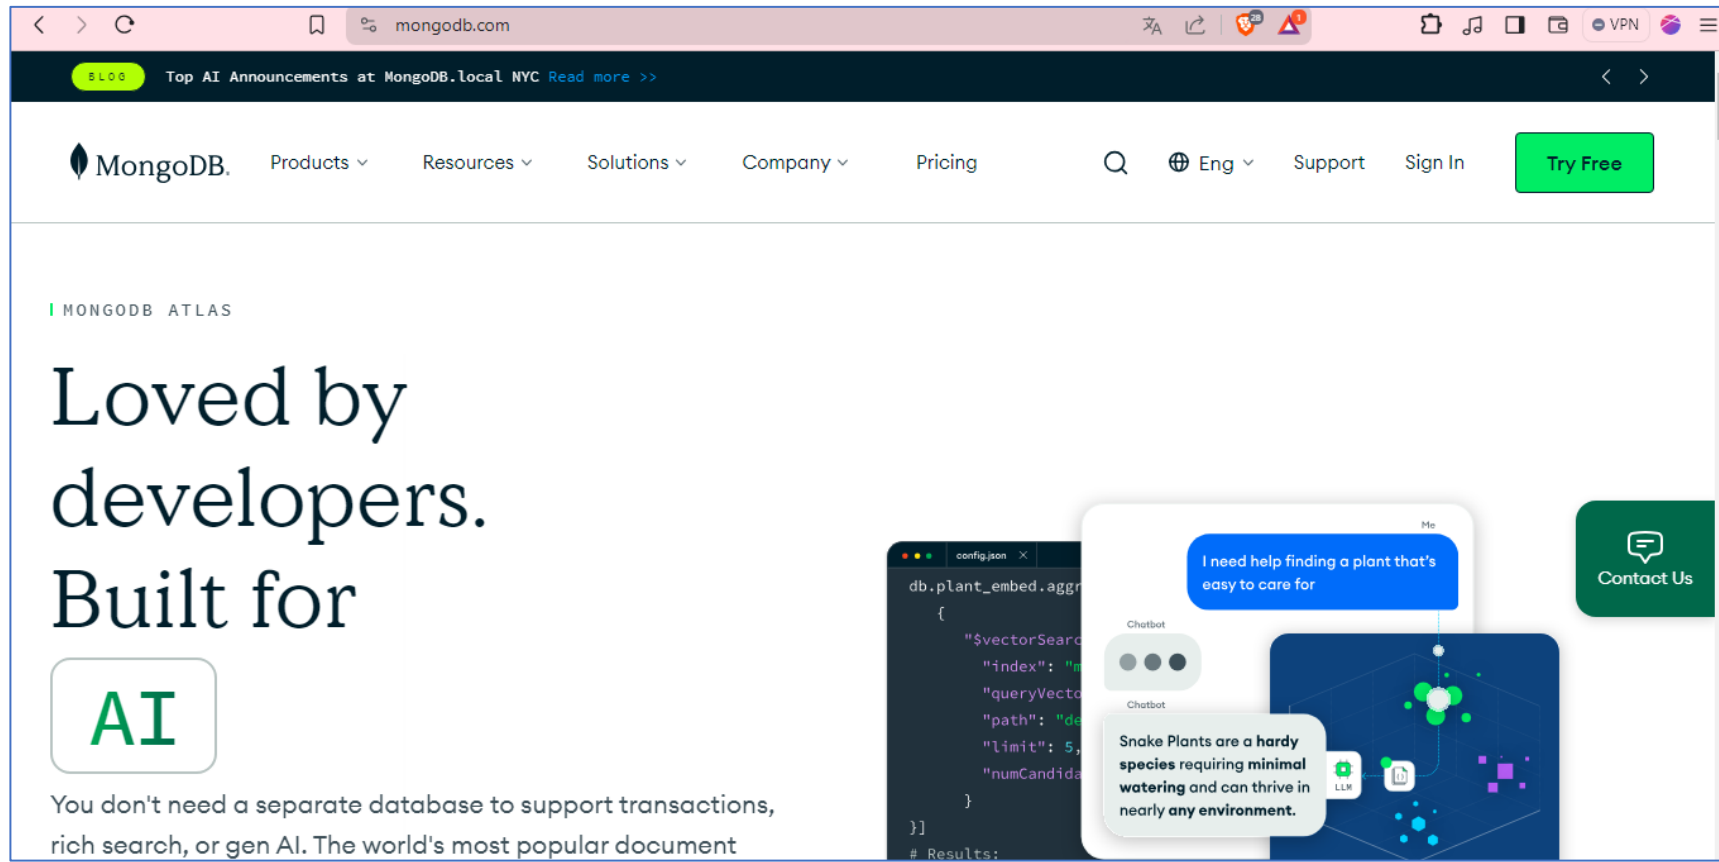 mongodb.com
28
1
VPN
BLOG Top AI Announcements at MongoDB.local NYC Read more >>
MongoDB.
Products
Resources
Solutions
Company
Pricing
Eng
Support
Sign In
Try Free
MONGODB ATLAS
Loved by
developers.
Built for
AI
You don't need a separate database to support transactions,
rich search, or gen AI. The world's most popular document
config.json
db.plant_embed.aggr
{
"$vectorSearc
"index": "m
"queryVecto
"path": "de
"limit": 5,
"numCandida
}
}]
# Results:
Me
I need help finding a plant that's
easy to care for
Chatbot
Chatbot
Snake Plants are a hardy
species requiring minimal
watering and can thrive in
nearly any environment.
LLM
Contact Us